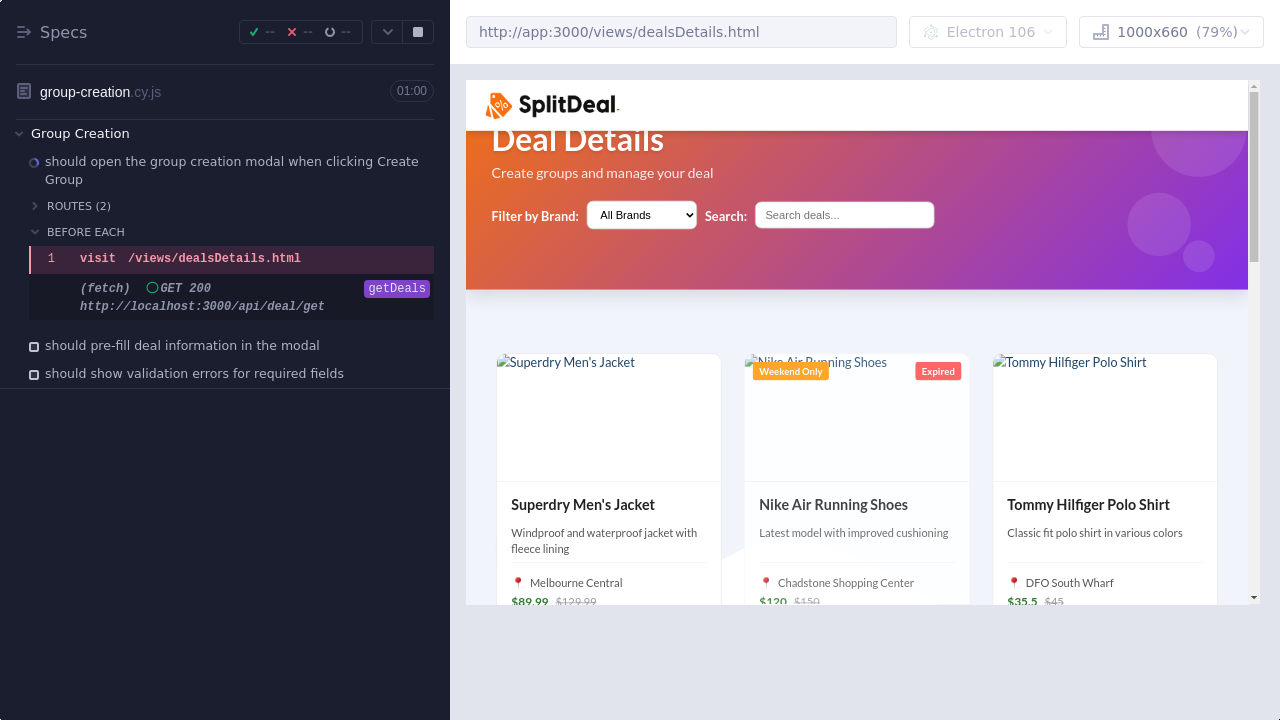 Specs
--
--
--
group-creation.cy.js
01:00
Group Creation
should open the group creation modal when clicking Create
Group
ROUTES (2)
BEFORE EACH
1 visit /views/dealsDetails.html
(fetch) GET 200
getDeals
http://localhost:3000/api/deal/get
should pre-fill deal information in the modal
should show validation errors for required fields
http://app:3000/views/dealsDetails.html
Electron 106
1000x660 (79%)
SplitDeal
Deal Details
Create groups and manage your deal
Filter by Brand:
All Brands
Search:
Search deals...
Superdry Men's Jacket
Nike Air Running Shoes
Weekend Only
Expired
Tommy Hilfiger Polo Shirt
Superdry Men's Jacket
Windproof and waterproof jacket with
fleece lining
Melbourne Central
$89.99 $129.99
Nike Air Running Shoes
Latest model with improved cushioning
Chadstone Shopping Center
$120 $150
Tommy Hilfiger Polo Shirt
Classic fit polo shirt in various colors
DFO South Wharf
$35.5 $45